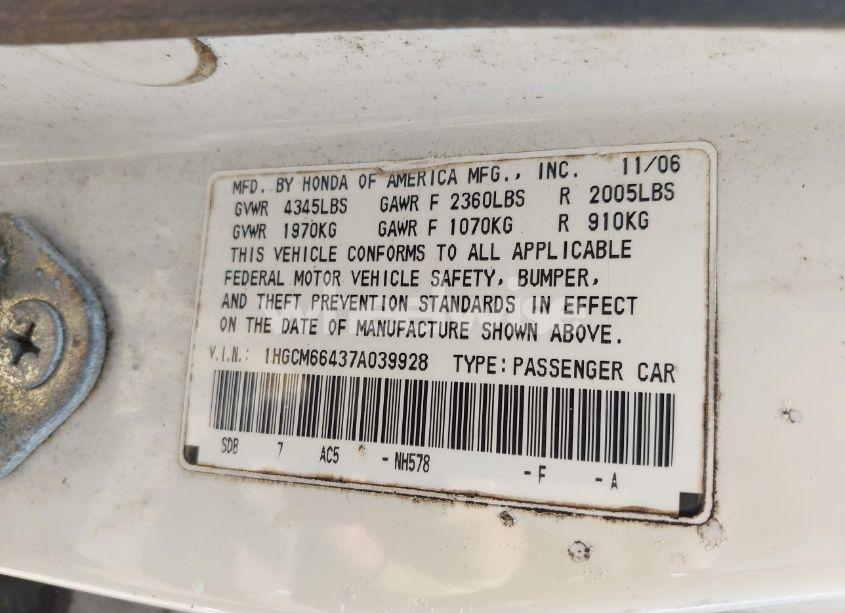 MFD. BY HONDA OF AMERICA MFG., INC. 11/06
GVWR 4345LBS GAWR F 2360LBS R 2005LBS
GVWR 1970KG GAWR F 1070KG R 910KG
THIS VEHICLE CONFORMS TO ALL APPLICABLE
FEDERAL MOTOR VEHICLE SAFETY, BUMPER,
AND THEFT PREVENTION STANDARDS IN EFFECT
ON THE DATE OF MANUFACTURE SHOWN ABOVE.
V.I.N.: 1HGCM66437A039928 TYPE: PASSENGER CAR
SDB 7 AC5 -NH578 -F -A